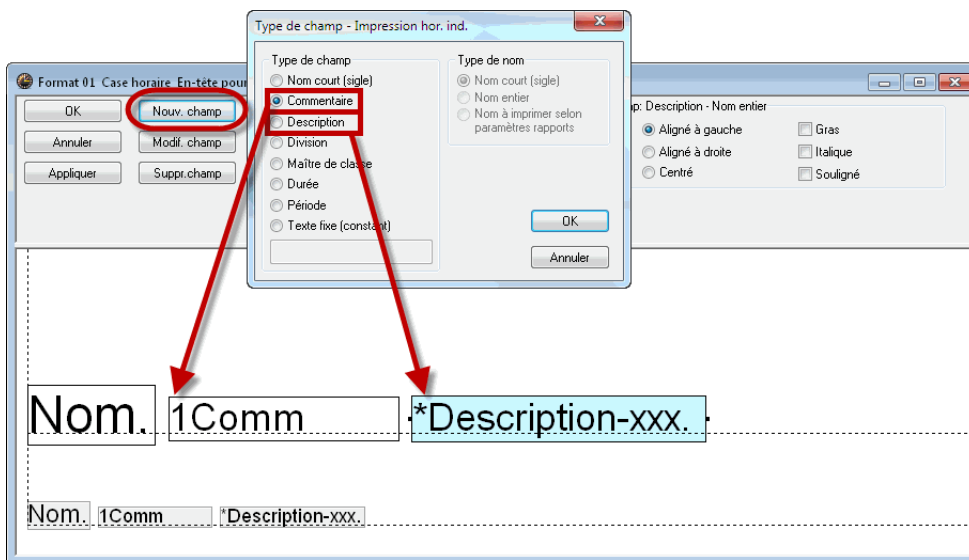 Type de champ - Impression hor. ind.
Type de champ
Nom court (sigle)
Commentaire
Description
Division
Maître de classe
Durée
Période
Texte fixe (constant)
Type de nom
Nom court (sigle)
Nom entier
Nom à imprimer selon
paramètres rapports
OK
Annuler
Format 01 Case horaire En-tête pour
OK
Nouv. champ
Annuler
Modif. champ
Appliquer
Suppr.champ
p: Description - Nom entier
Aligné à gauche
Gras
Aligné à droite
Italique
Centré
Souligné
Nom. 1Comm *Description-xxx.
Nom. 1Comm *Description-xxx.